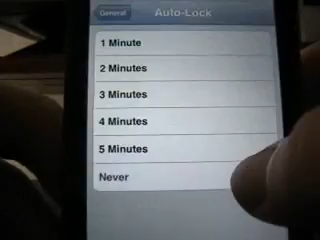 General
Auto-Lock
1 Minute
2 Minutes
3 Minutes
4 Minutes
5 Minutes
Never